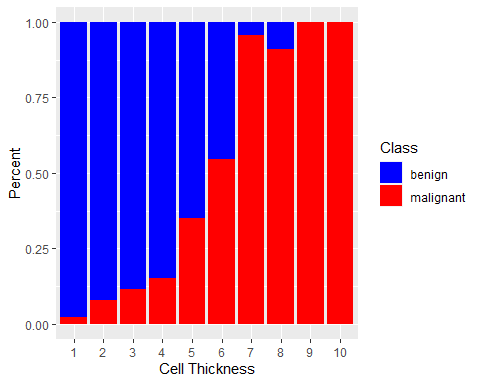 1.00
0.75
0.50
0.25
0.00
Percent
1 2 3 4 5 6 7 8 9 10
Cell Thickness
Class
benign
malignant